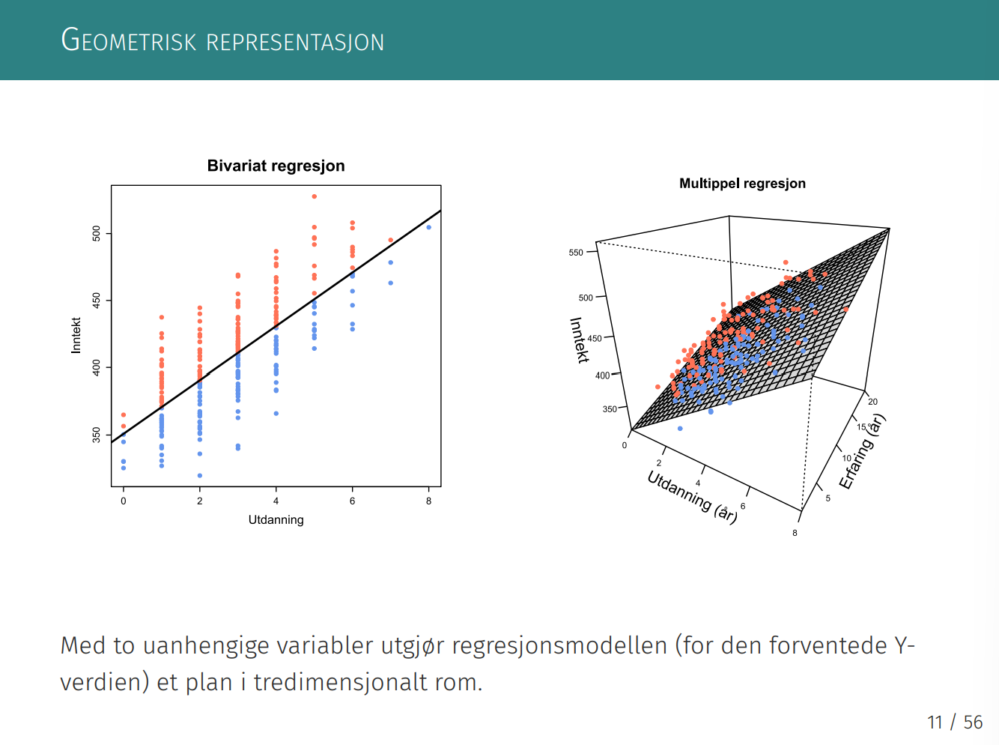 Geometrisk representasjon
Bivariat regresjon
500
450
400
350
Inntekt
0 2 4 6 8
Utdanning
Multippel regresjon
550
500
450
400
350
Inntekt
0
2
4
6
8
Utdanning (år)
5
10
15
20
Erfaring (år)
Med to uanhengige variabler utgjør regresjonsmodellen (for den forventede Y-
verdien) et plan i tredimensjonalt rom.
11 / 56